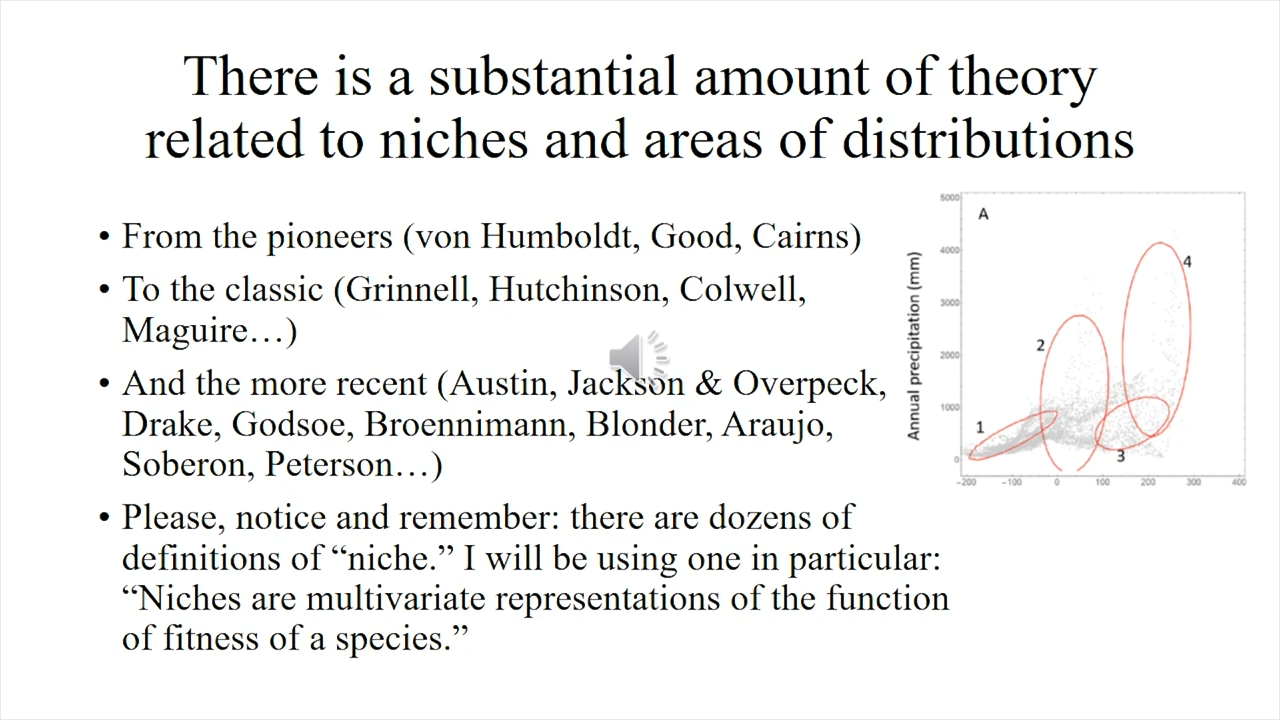 There is a substantial amount of theory
related to niches and areas of distributions
• From the pioneers (von Humboldt, Good, Cairns)
• To the classic (Grinnell, Hutchinson, Colwell,
Maguire…)
• And the more recent (Austin, Jackson & Overpeck,
Drake, Godsoe, Broennimann, Blonder, Araujo,
Soberon, Peterson…)
• Please, notice and remember: there are dozens of
definitions of “niche.” I will be using one in particular:
“Niches are multivariate representations of the function
of fitness of a species.”
A
Annual precipitation (mm)
5000
4000
3000
2000
1000
0
-200 -100 0 100 200 300 400
1
2
3
4